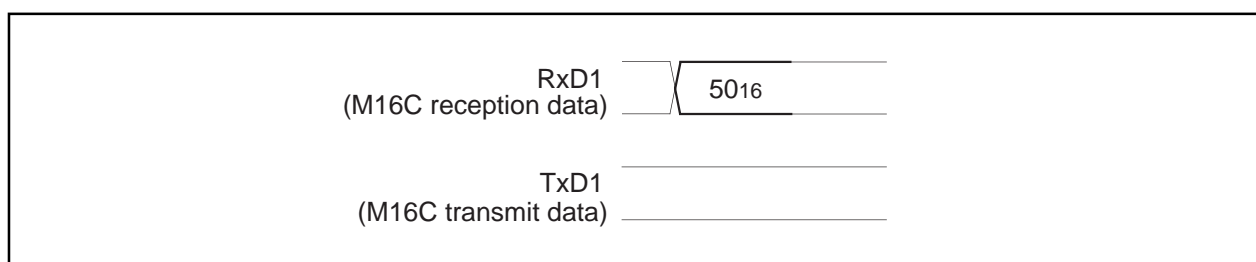 RxD1
(M16C reception data)
5016
TxD1
(M16C transmit data)